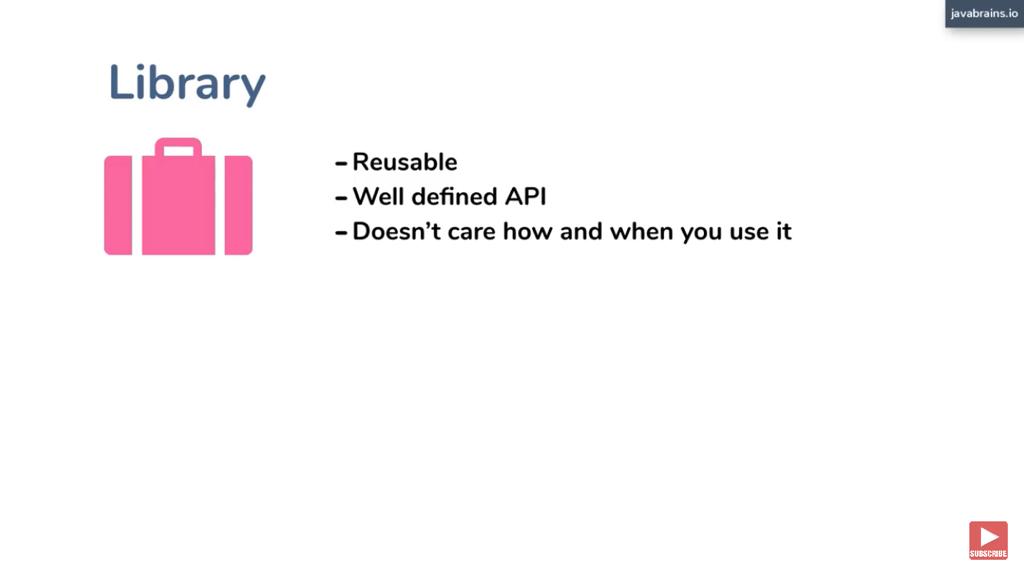 javabrains.io
Library
- Reusable
- Well defined API
- Doesn't care how and when you use it
SUBSCRIBE